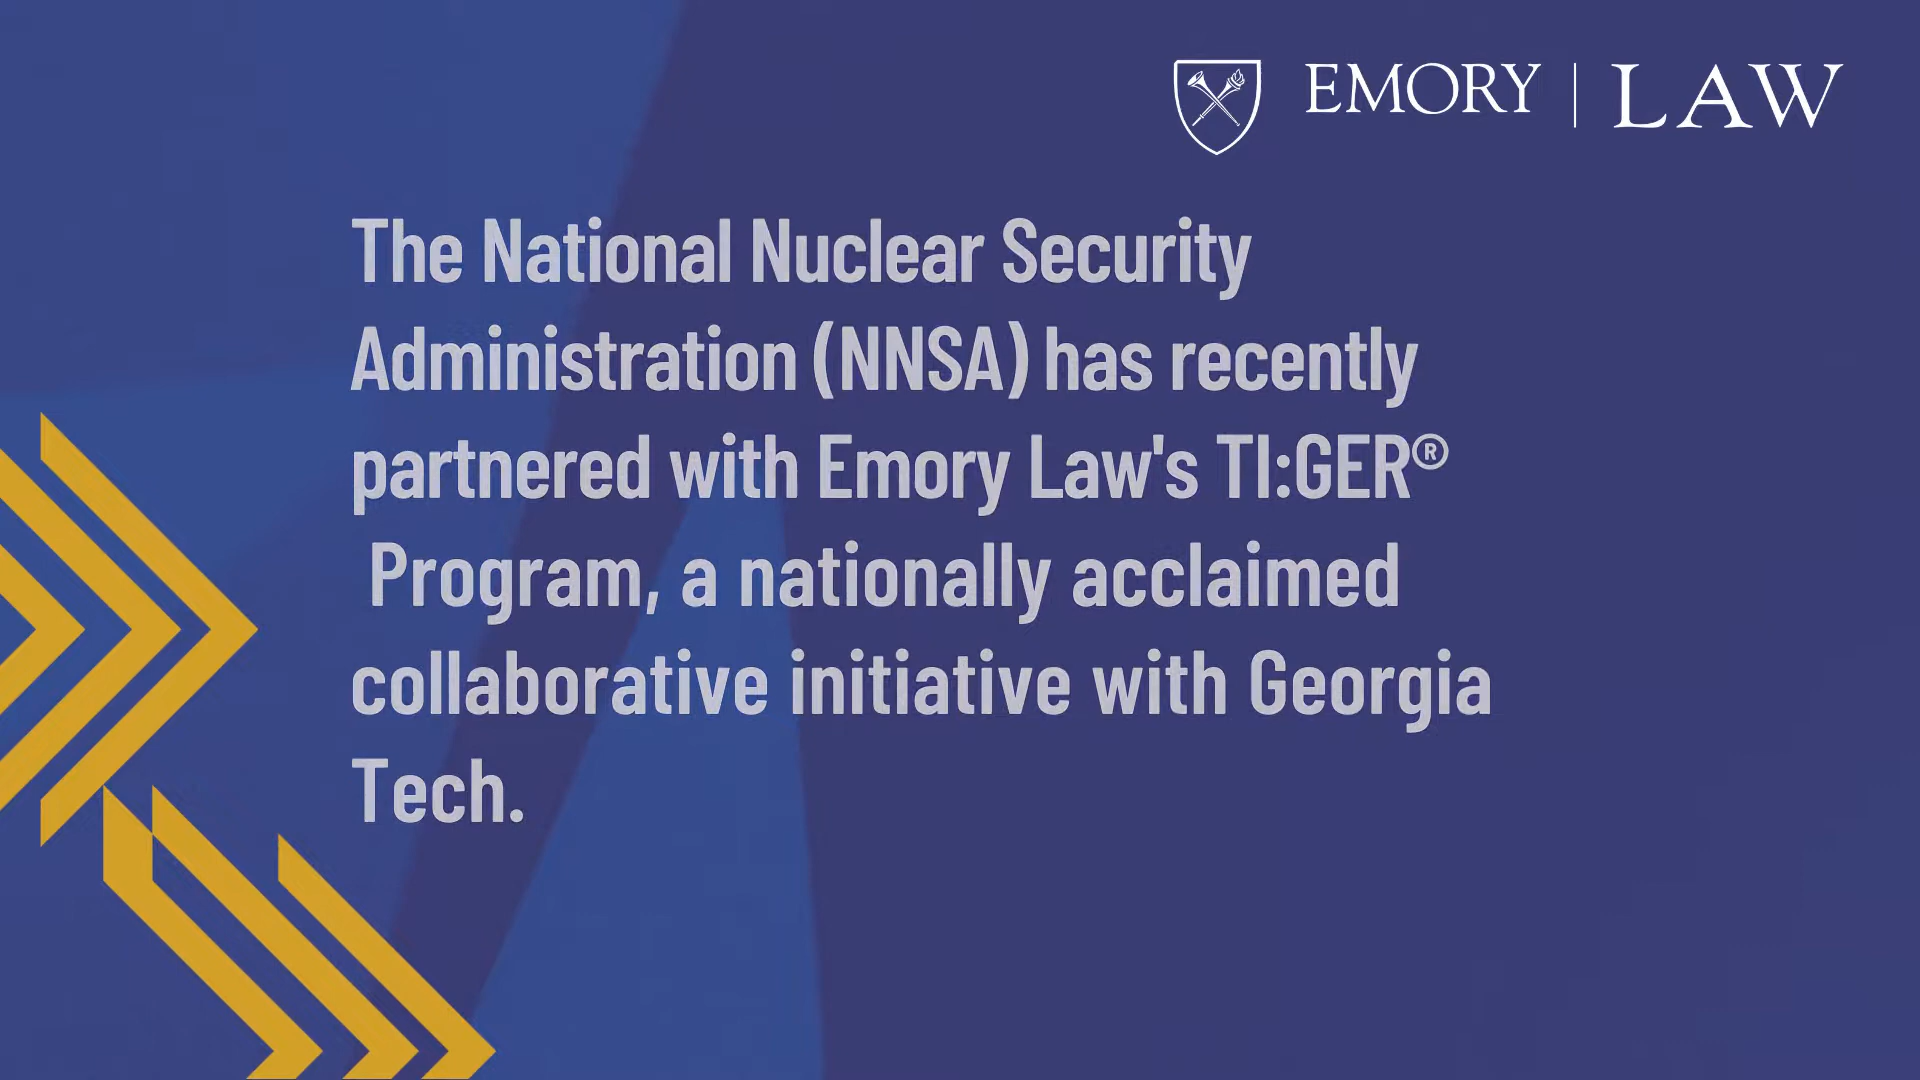 EMORY | LAW
The National Nuclear Security
Administration (NNSA) has recently
partnered with Emory Law's TI:GER®
Program, a nationally acclaimed
collaborative initiative with Georgia
Tech.